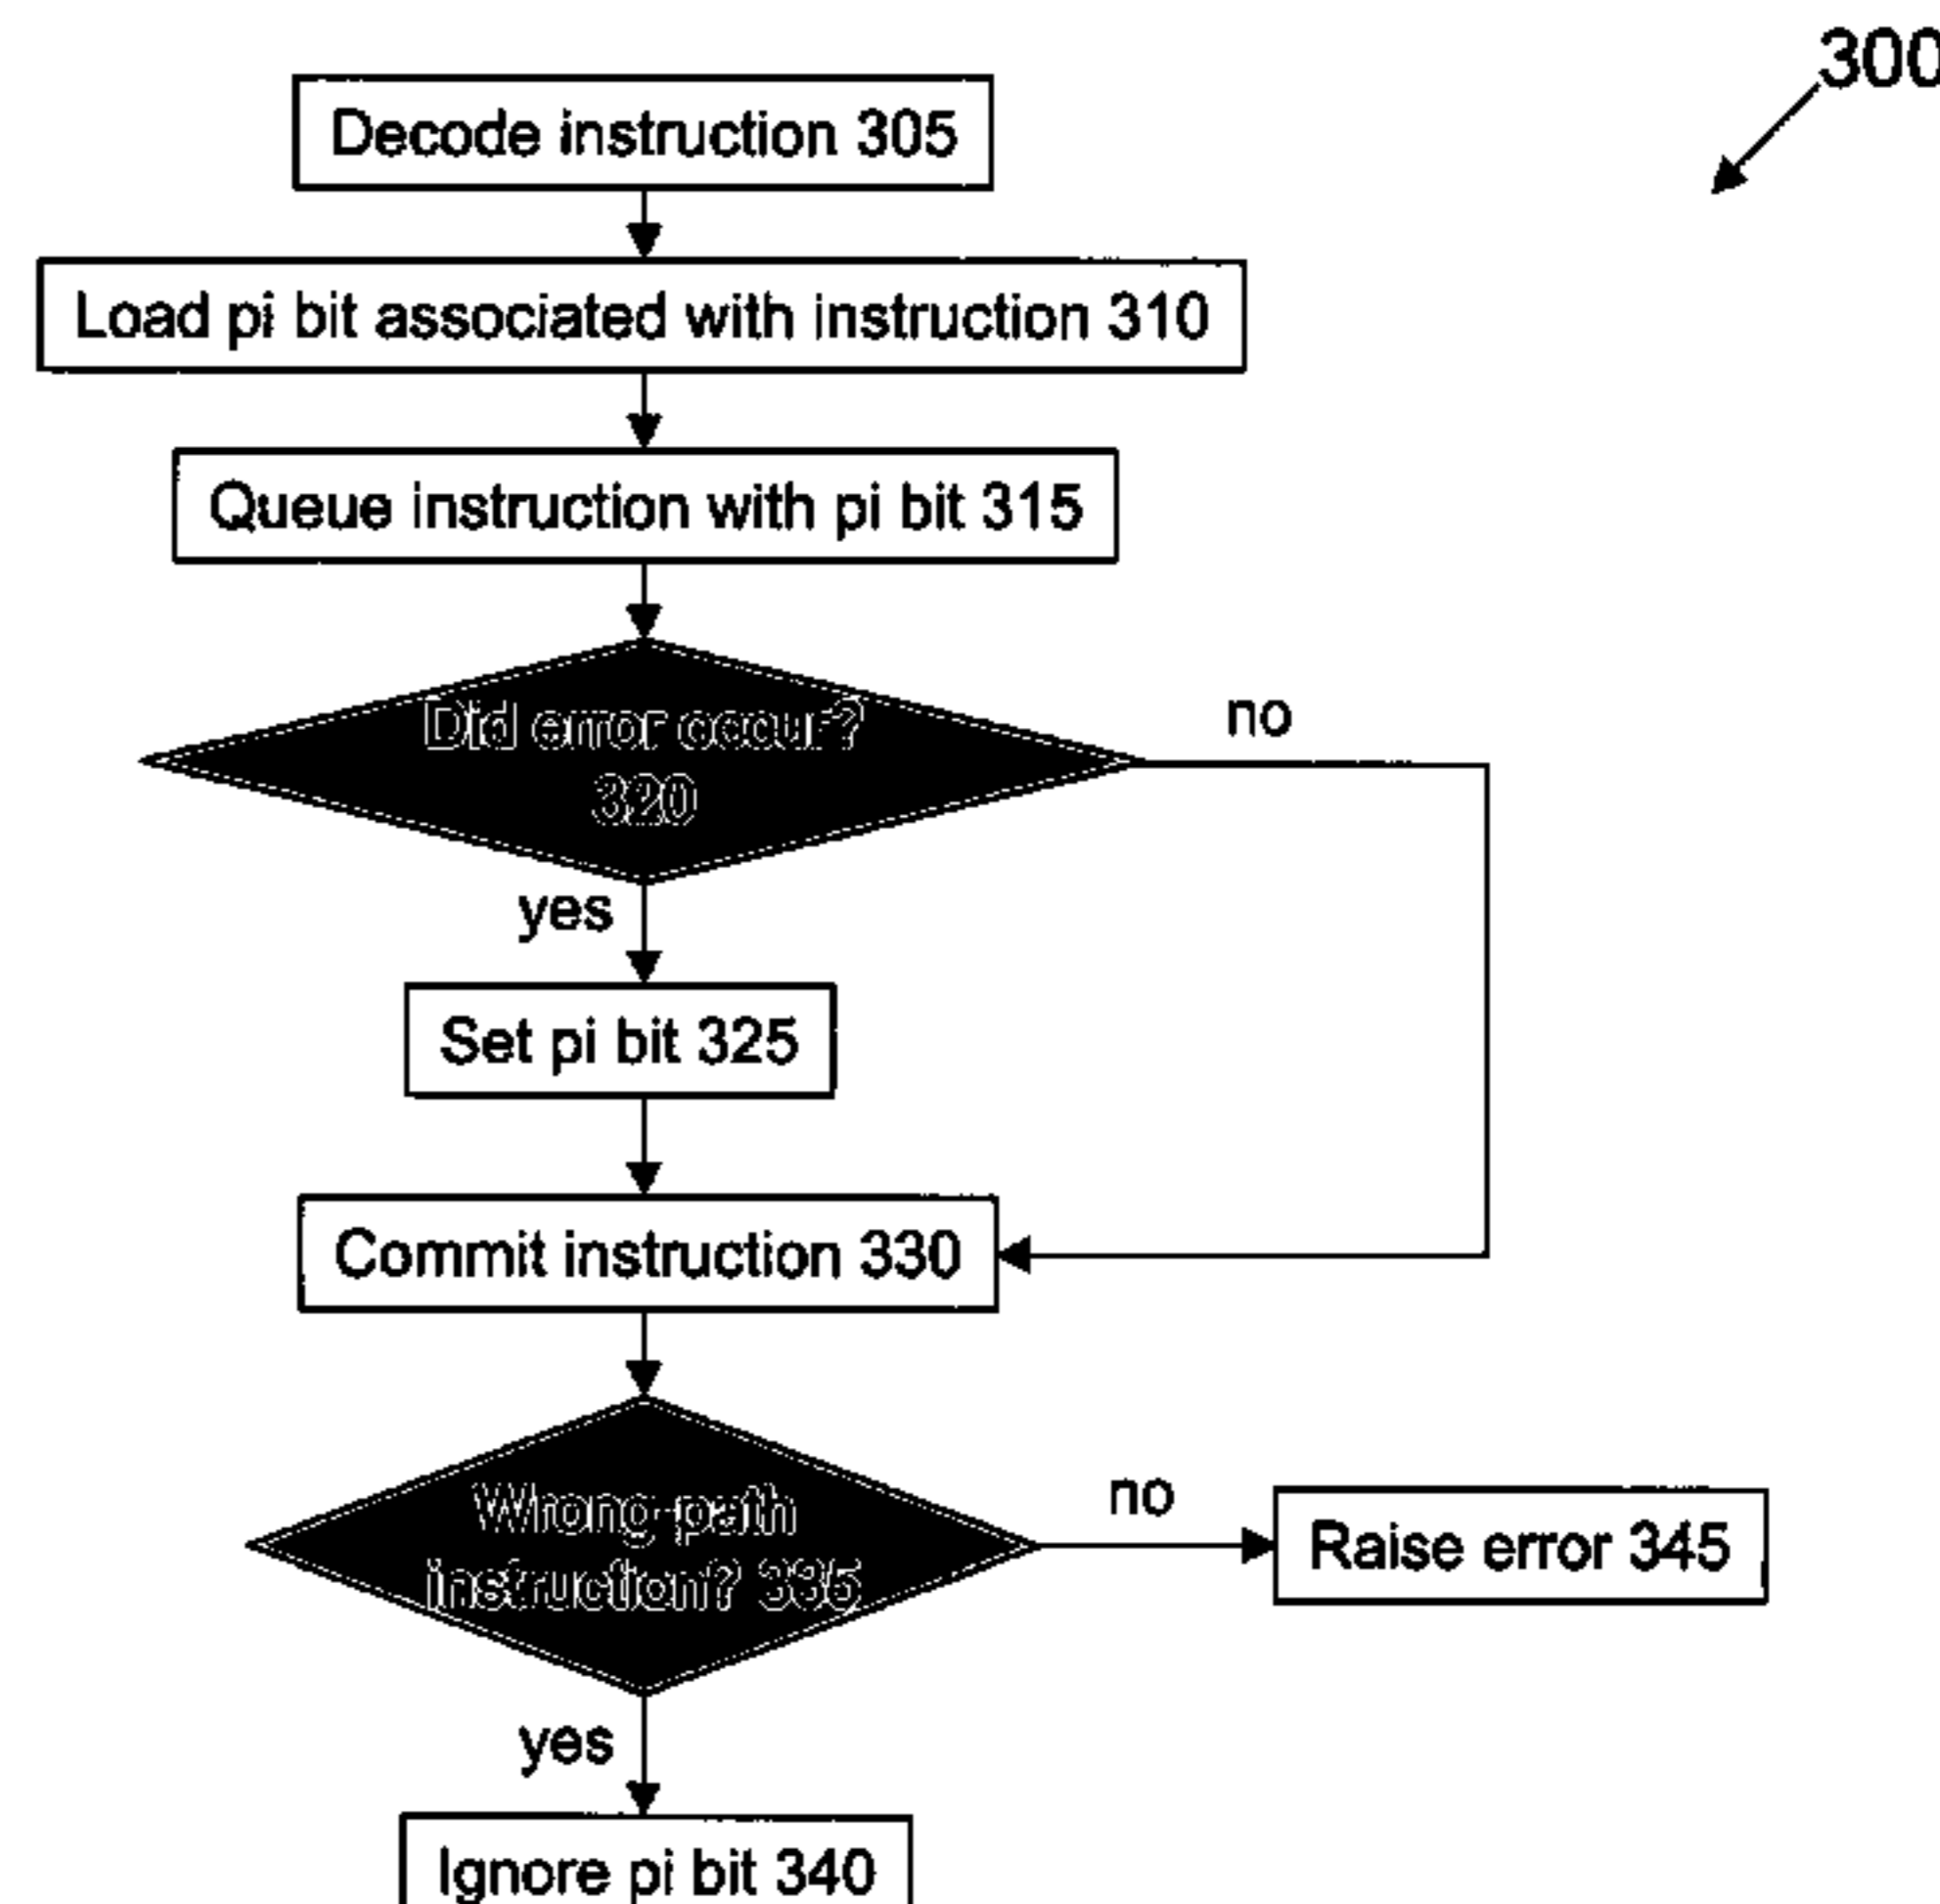 300
Decode instruction 305
Load pi bit associated with instruction 310
Queue instruction with pi bit 315
Did error occur?
320
no
yes
Set pi bit 325
Commit instruction 330
Wrong-path
instruction? 335
no
Raise error 345
yes
Ignore pi bit 340